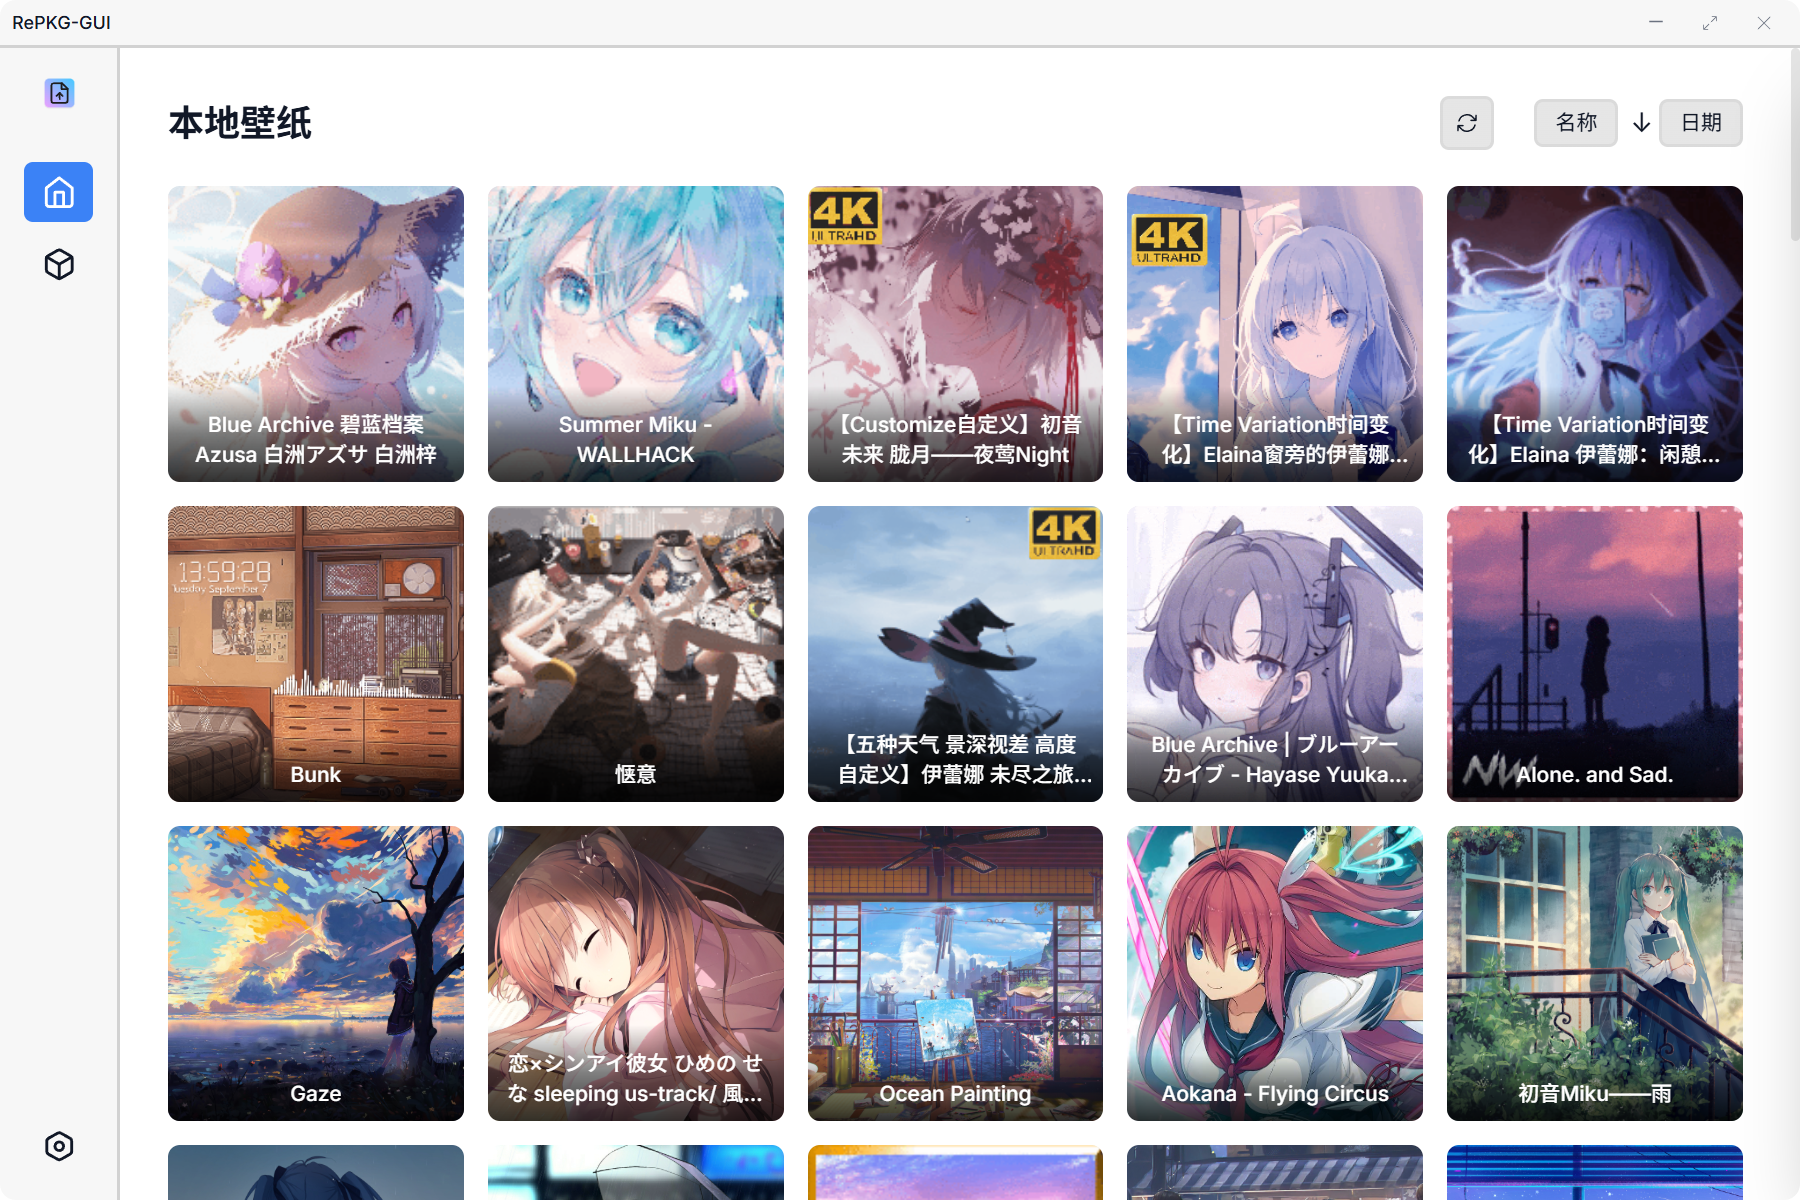 RePKG-GUI
本地壁纸
名称
日期
4K
ULTRAHD
4K
ULTRAHD
Blue Archive 碧蓝档案
Azusa 白洲アズサ 白洲梓
Summer Miku -
WALLHACK
【Customize自定义】初音
未来 胧月——夜莺Night
【Time Variation时间变
化】Elaina窗旁的伊蕾娜...
【Time Variation时间变
化】Elaina 伊蕾娜：闲憩...
13:59:28
Tuesday September 7
4K
ULTRAHD
Bunk
惬意
【五种天气 景深视差 高度
自定义】伊蕾娜 未尽之旅...
Blue Archive | ブルーアー
カイブ - Hayase Yuuka...
Alone. and Sad.
Gaze
恋×シンアイ彼女 ひめの せ
な sleeping us-track/ 風...
Ocean Painting
Aokana - Flying Circus
初音Miku——雨